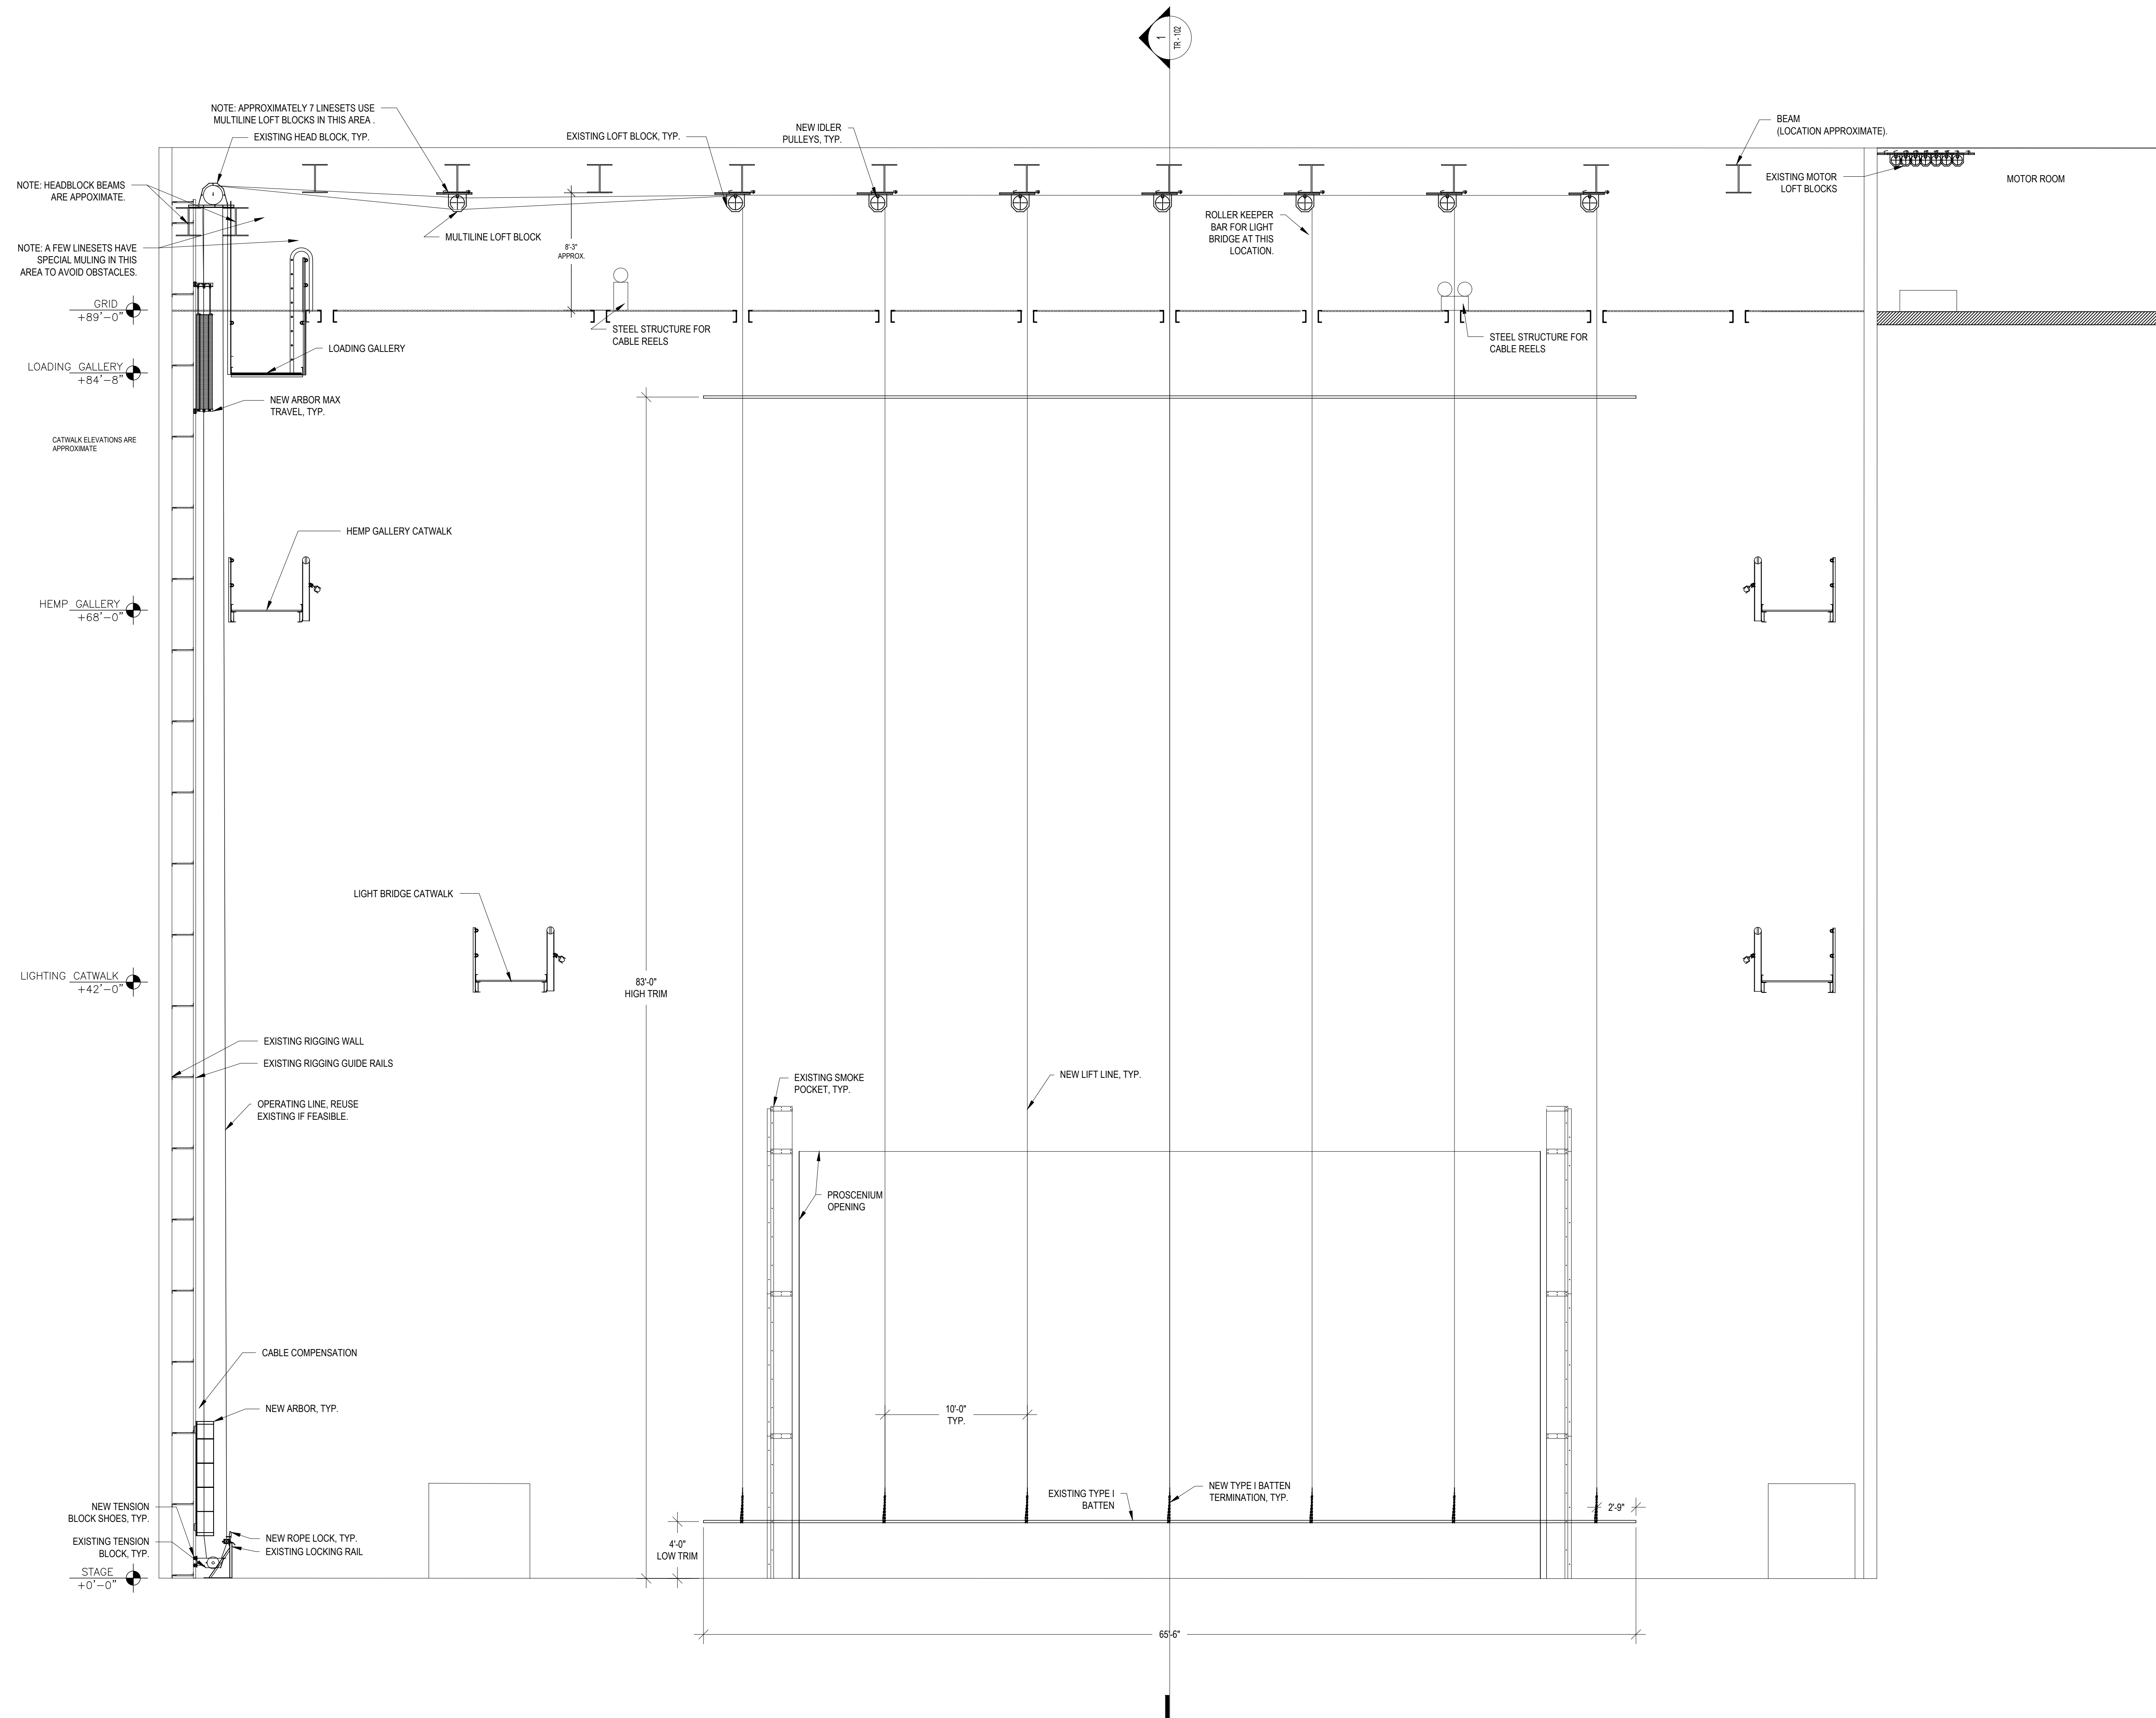 1
TR - 102
NOTE: APPROXIMATELY 7 LINESETS USE
MULTILINE LOFT BLOCKS IN THIS AREA .
EXISTING HEAD BLOCK, TYP.
EXISTING LOFT BLOCK, TYP.
NEW IDLER
PULLEYS, TYP.
BEAM
(LOCATION APPROXIMATE).
NOTE: HEADBLOCK BEAMS
ARE APPOXIMATE.
EXISTING MOTOR
LOFT BLOCKS
MOTOR ROOM
NOTE: A FEW LINESETS HAVE
SPECIAL MULING IN THIS
AREA TO AVOID OBSTACLES.
MULTILINE LOFT BLOCK
8'-3"
APPROX.
ROLLER KEEPER
BAR FOR LIGHT
BRIDGE AT THIS
LOCATION.
GRID
+89'-0"
STEEL STRUCTURE FOR
CABLE REELS
STEEL STRUCTURE FOR
CABLE REELS
LOADING GALLERY
LOADING GALLERY
+84'-8"
NEW ARBOR MAX
TRAVEL, TYP.
CATWALK ELEVATIONS ARE
APPROXIMATE
HEMP GALLERY CATWALK
HEMP GALLERY
+68'-0"
LIGHT BRIDGE CATWALK
LIGHTING CATWALK
+42'-0"
83'-0"
HIGH TRIM
EXISTING RIGGING WALL
EXISTING RIGGING GUIDE RAILS
OPERATING LINE, REUSE
EXISTING IF FEASIBLE.
EXISTING SMOKE
POCKET, TYP.
NEW LIFT LINE, TYP.
PROSCENIUM
OPENING
CABLE COMPENSATION
NEW ARBOR, TYP.
10'-0"
TYP.
NEW TENSION
BLOCK SHOES, TYP.
EXISTING TENSION
BLOCK, TYP.
NEW ROPE LOCK, TYP.
EXISTING LOCKING RAIL
EXISTING TYPE I
BATTEN
NEW TYPE I BATTEN
TERMINATION, TYP.
2'-9"
4'-0"
LOW TRIM
STAGE
+0'-0"
65'-6"